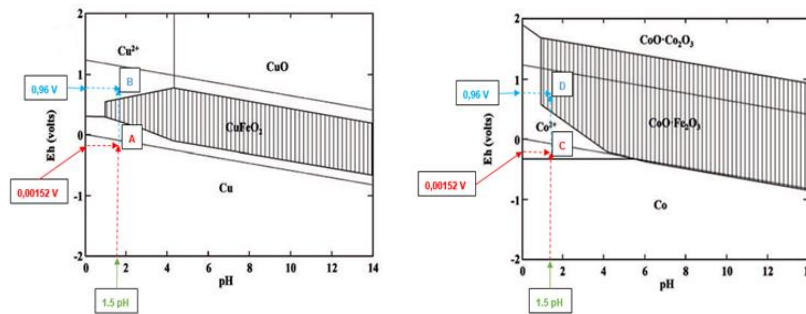 2
1
0
-1
-2
Eh (volts)
Cu²⁺
CuO
CuFeO₂
Cu
B
A
0,96 V
0,00152 V
0
2
4
6
8
10
12
14
pH
1.5 pH
2
1
0
-1
-2
Eh (volts)
CoO·Co₂O₃
CoO·Fe₂O₃
Co²⁺
Co
D
C
0,96 V
0,00152 V
0
2
4
6
8
10
12
pH
1.5 pH